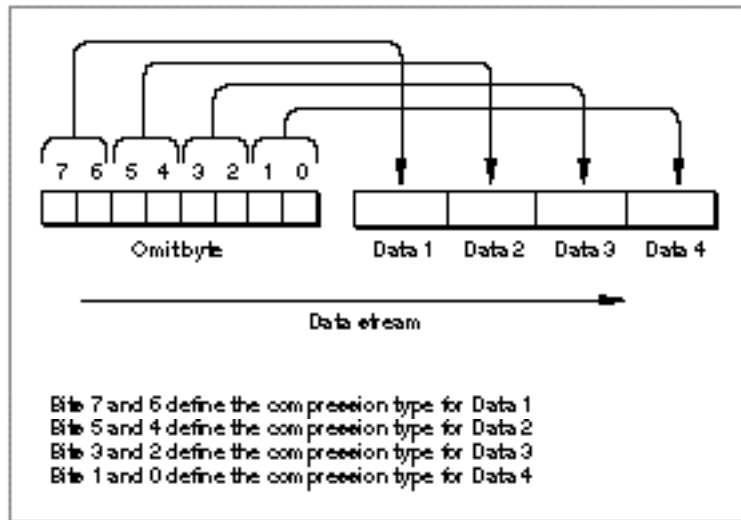 7 6 5 4 3 2 1 0
Omitbyte Data 1 Data 2 Data 3 Data 4
Data stream
Bits 7 and 6 define the compression type for Data 1
Bits 5 and 4 define the compression type for Data 2
Bits 3 and 2 define the compression type for Data 3
Bits 1 and 0 define the compression type for Data 4